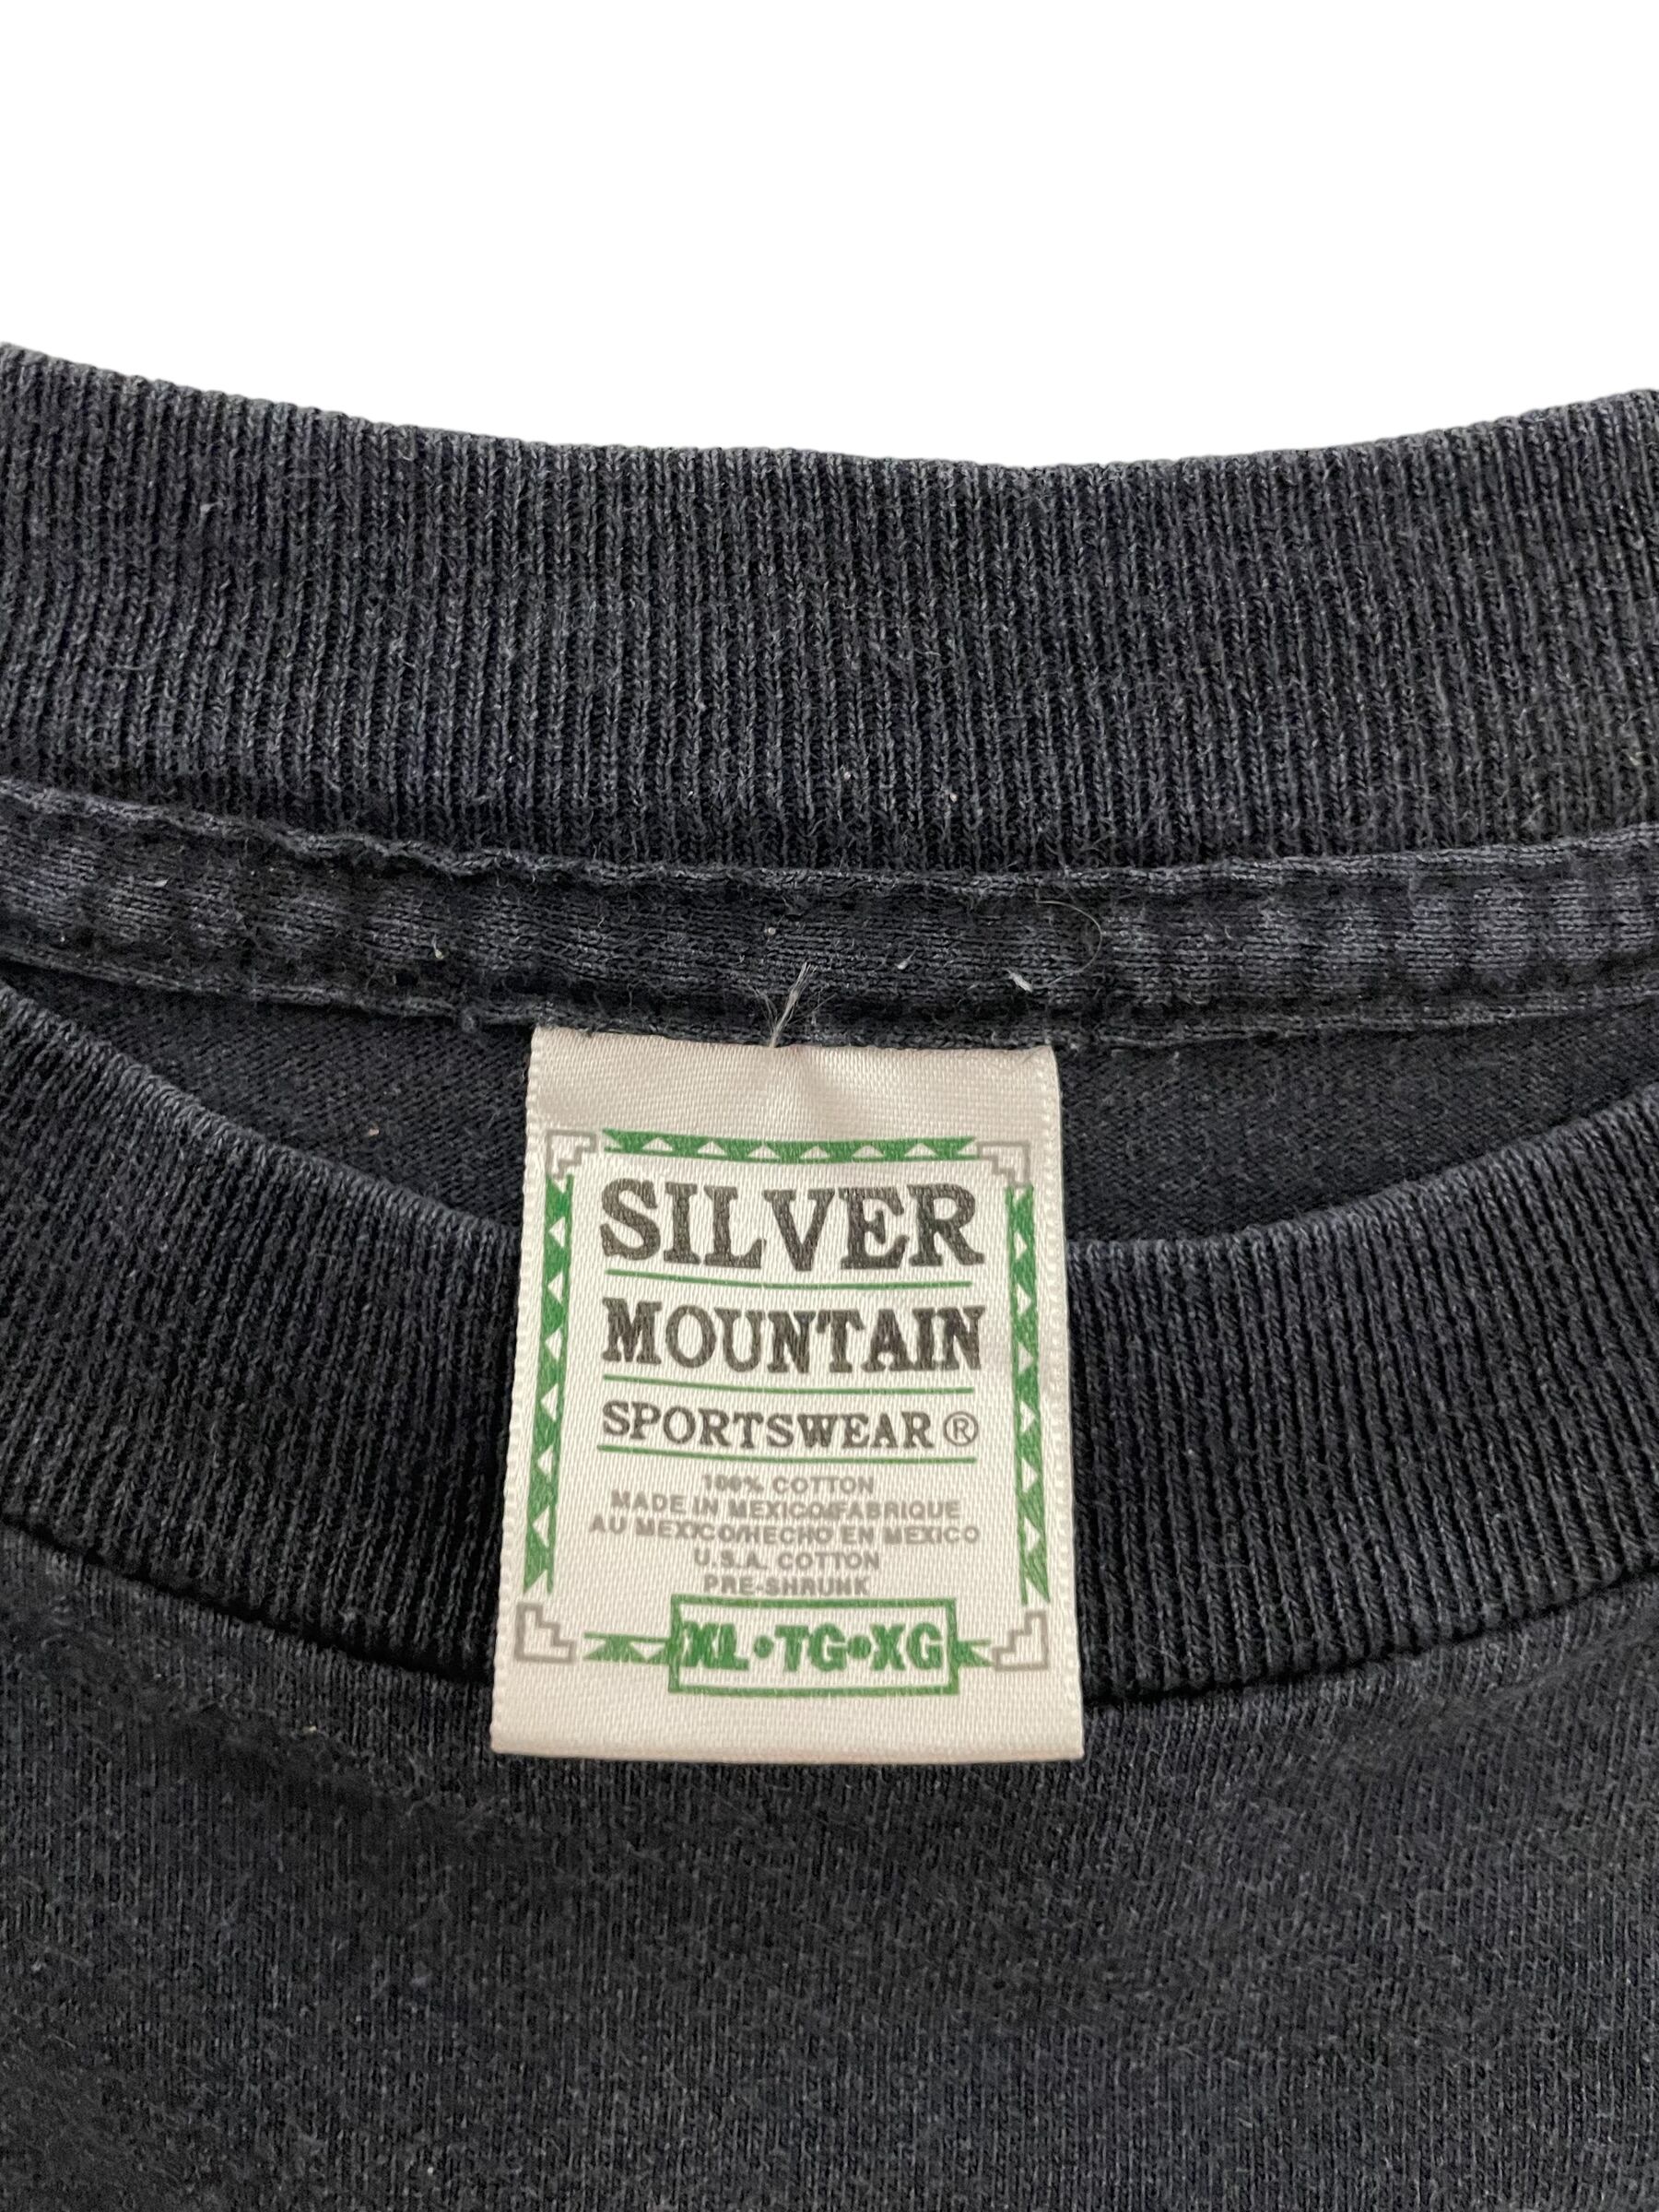 SILVER
MOUNTAIN
SPORTSWEAR®
100% COTTON
MADE IN MEXICO/FABRIQUE
AU MEXICO/HECHO EN MEXICO
U.S.A. COTTON
PRE-SHRUNK
XL•TG•XG